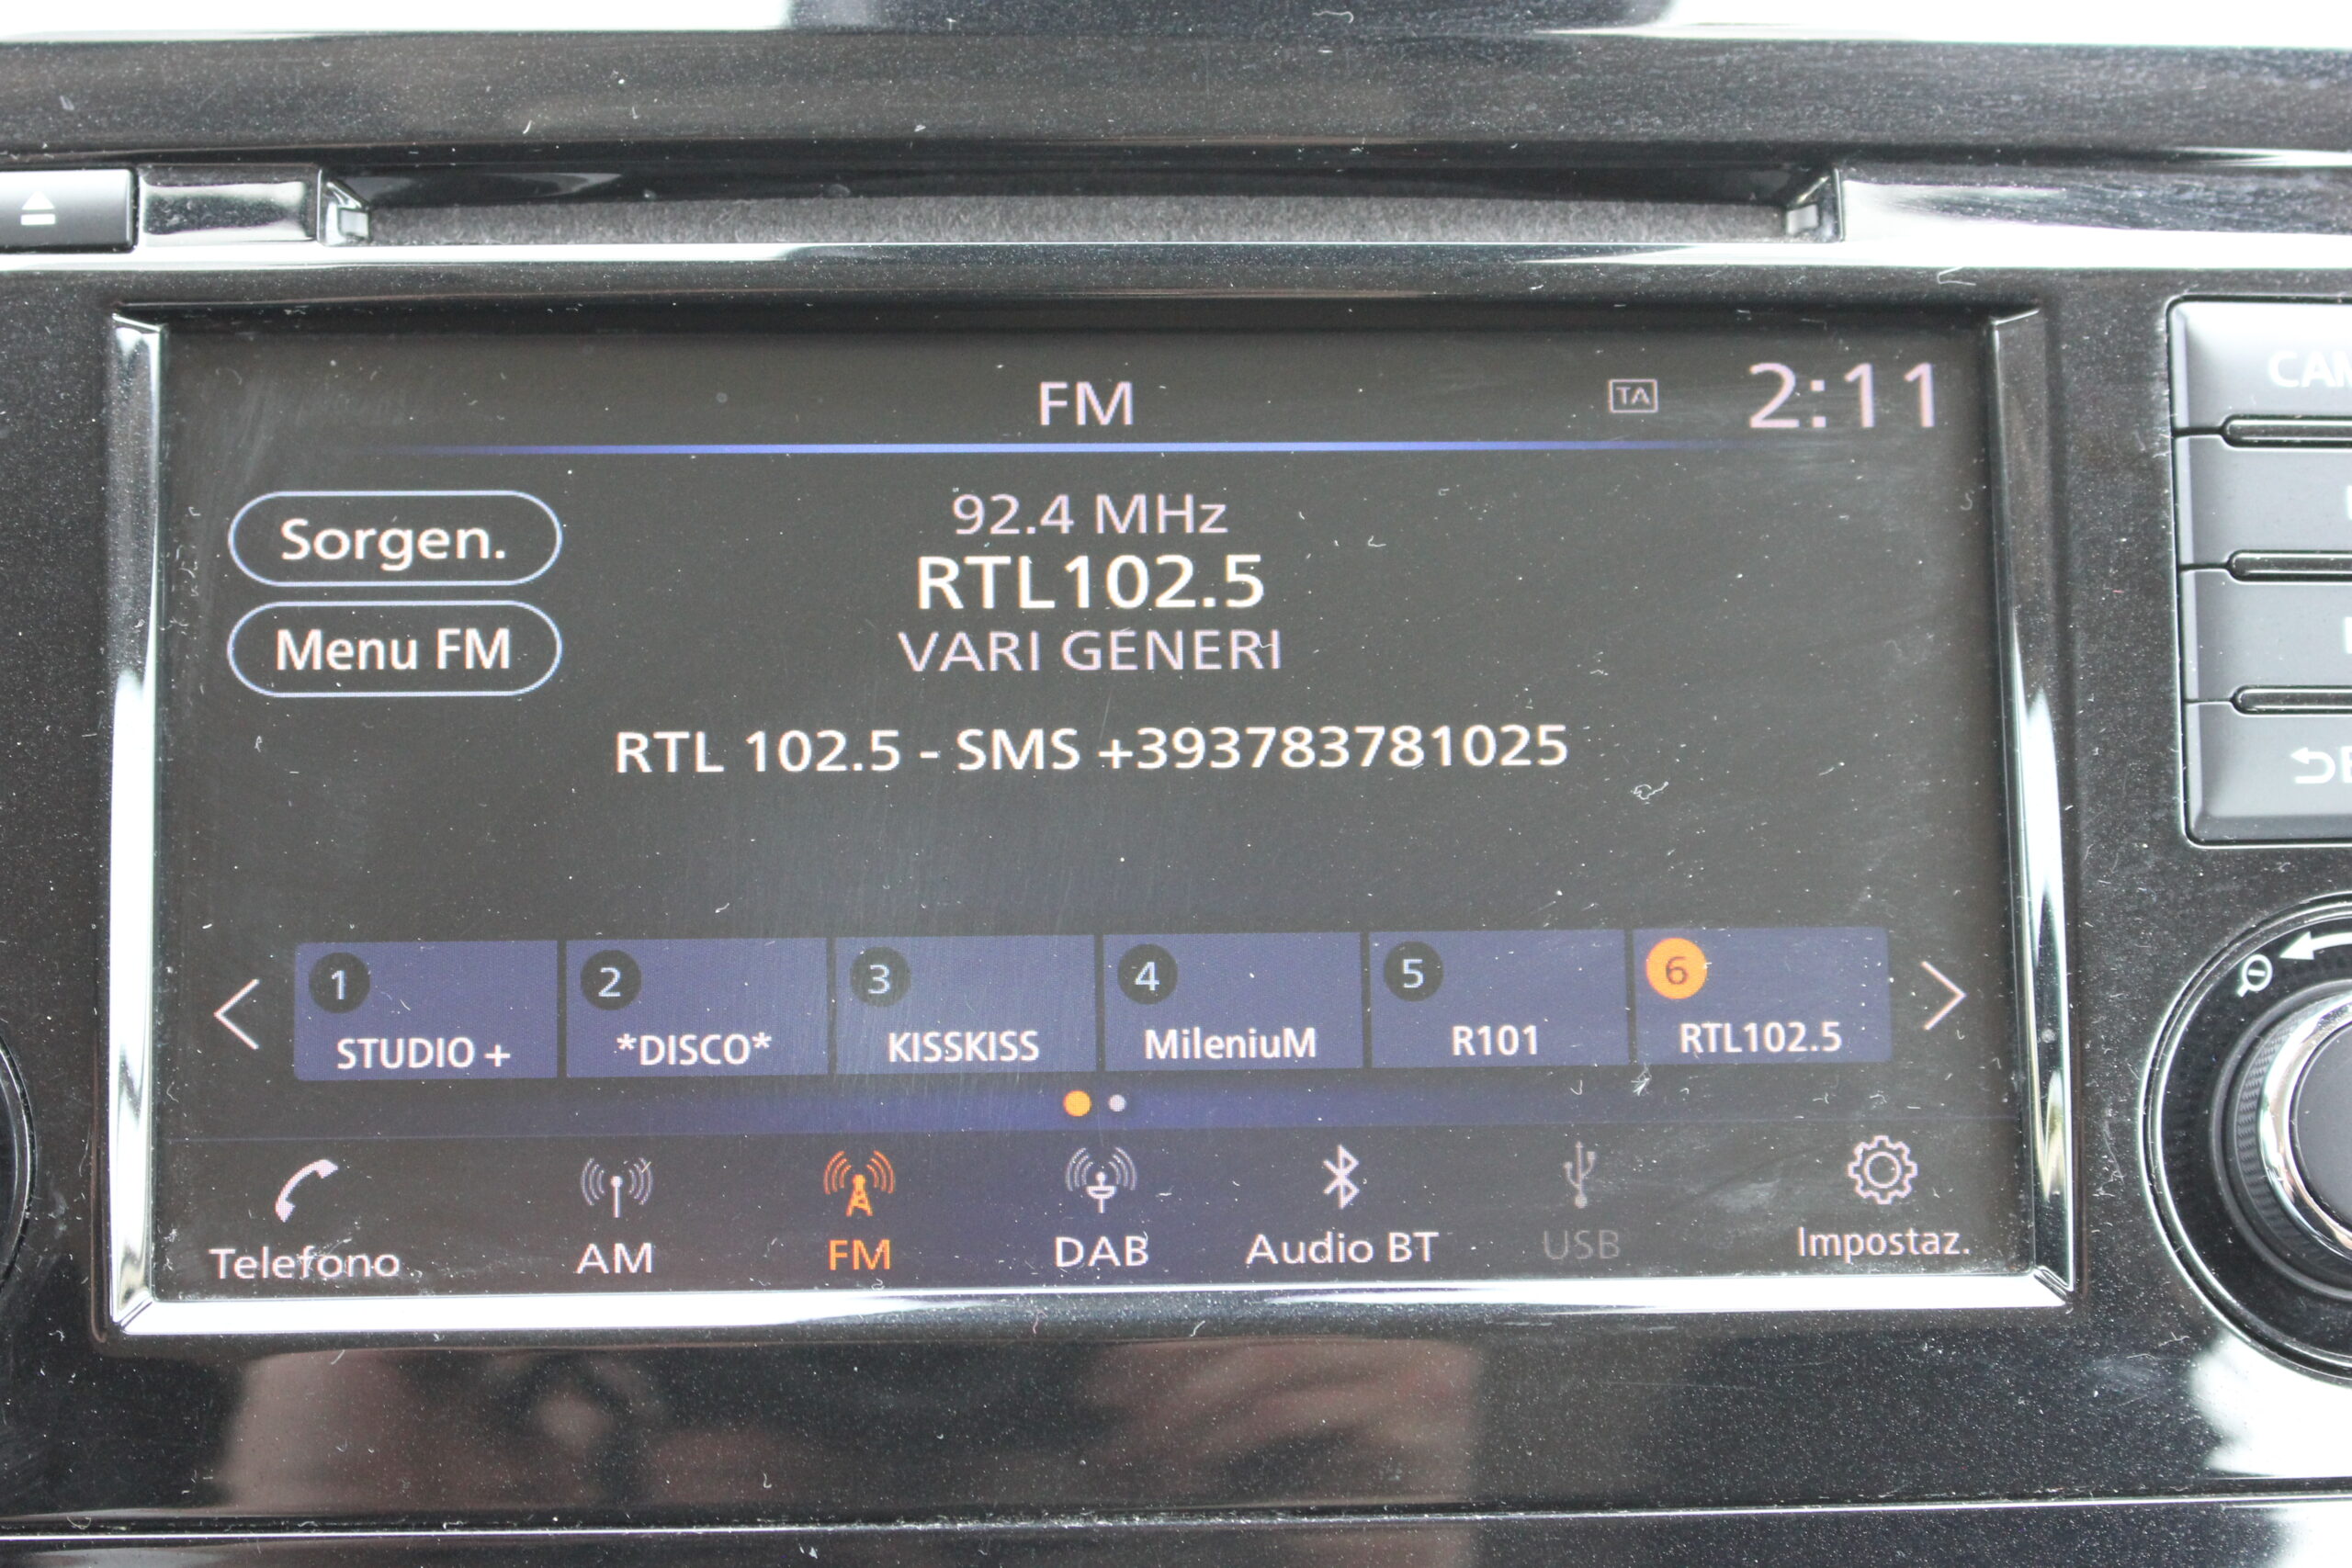 FM
TA
2:11
Sorgen.
Menu FM
92.4 MHz
RTL102.5
VARI GENERI
RTL 102.5 - SMS +393783781025
1
STUDIO +
2
*DISCO*
3
KISSKISS
4
MileniuM
5
R101
6
RTL102.5
Telefono
AM
FM
DAB
Audio BT
USB
Impostaz.